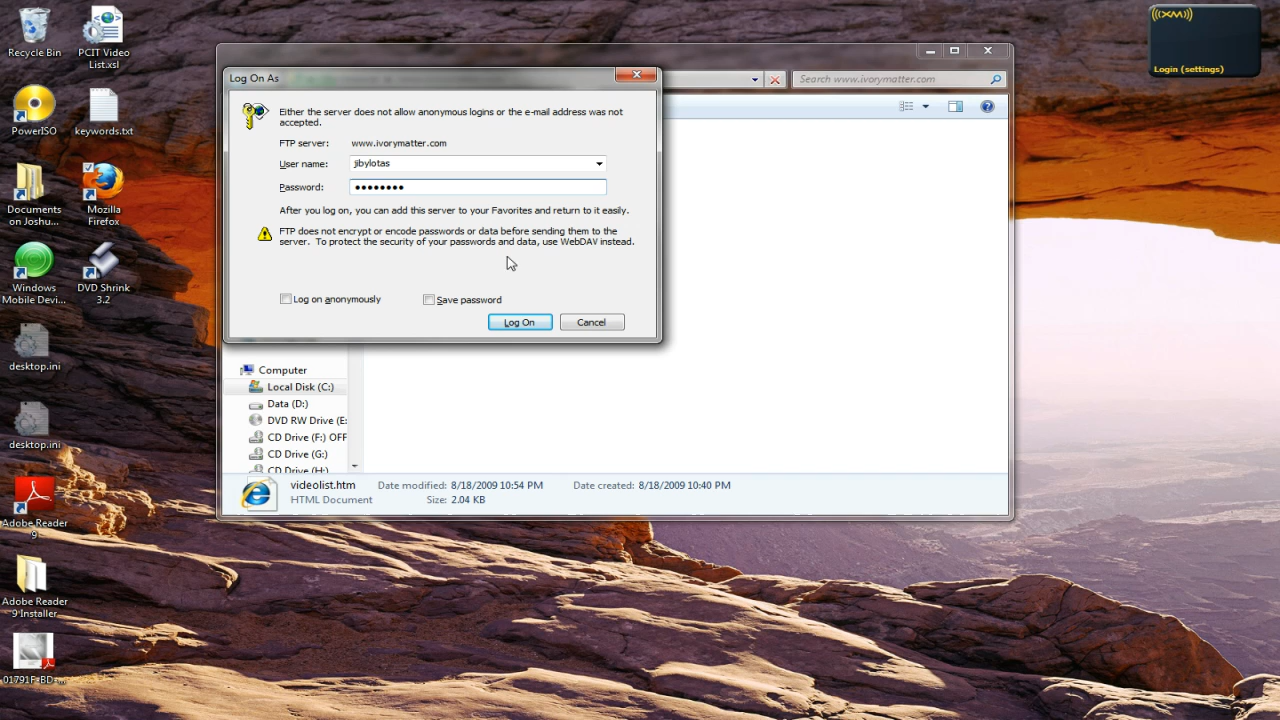 Recycle Bin
PCIT Video
List.xsl
PowerISO
keywords.txt
Documents
on Joshu...
Mozilla
Firefox
Windows
Mobile Devi...
DVD Shrink
3.2
desktop.ini
desktop.ini
Adobe Reader
9
Adobe Reader
9 Installer
((XM))
Login (settings)
Search www.ivorymatter.com
Log On As
Either the server does not allow anonymous logins or the e-mail address was not
accepted.
FTP server: www.ivorymatter.com
User name: jibylotas
Password: ●●●●●●●●
After you log on, you can add this server to your Favorites and return to it easily.
FTP does not encrypt or encode passwords or data before sending them to the
server. To protect the security of your passwords and data, use WebDAV instead.
Log on anonymously
Save password
Log On
Cancel
Computer
Local Disk (C:)
Data (D:)
DVD RW Drive (E:
CD Drive (F:) OFF
CD Drive (G:)
CD Drive (H:)
videolist.htm Date modified: 8/18/2009 10:54 PM Date created: 8/18/2009 10:40 PM
HTML Document Size: 2.04 KB